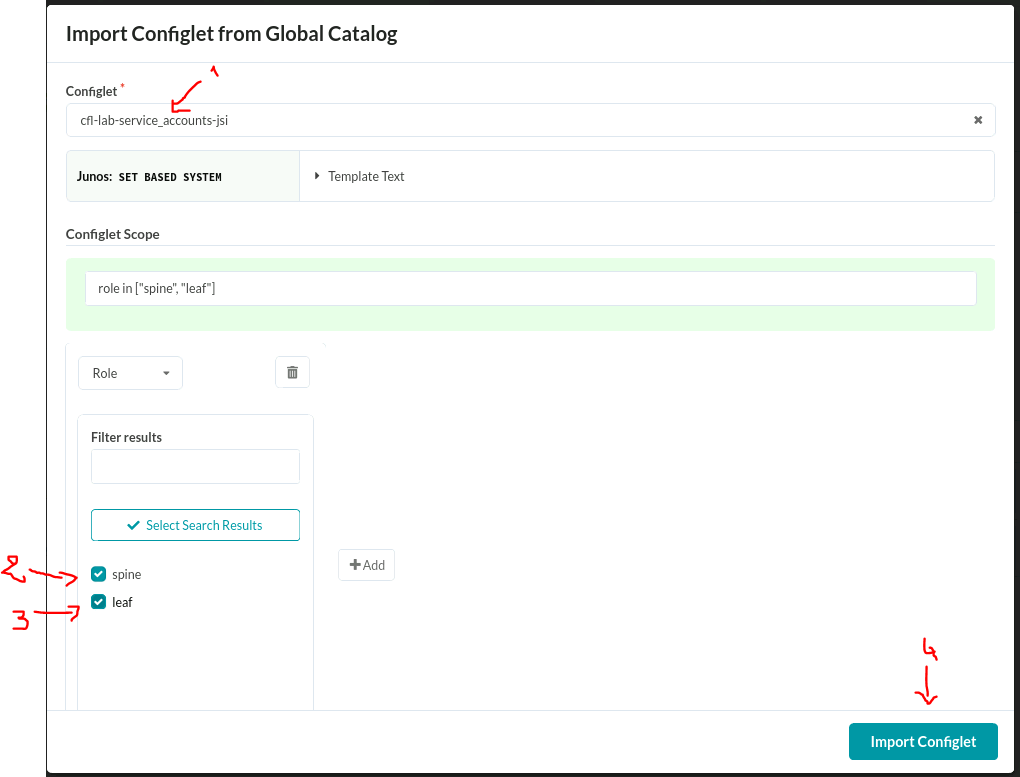 Import Configlet from Global Catalog
1
Configlet *
cfl-lab-service_accounts-jsi
Junos: SET BASED SYSTEM
Template Text
Configlet Scope
role in ["spine", "leaf"]
Role
Filter results
Select Search Results
Add
2
spine
3
leaf
4
Import Configlet